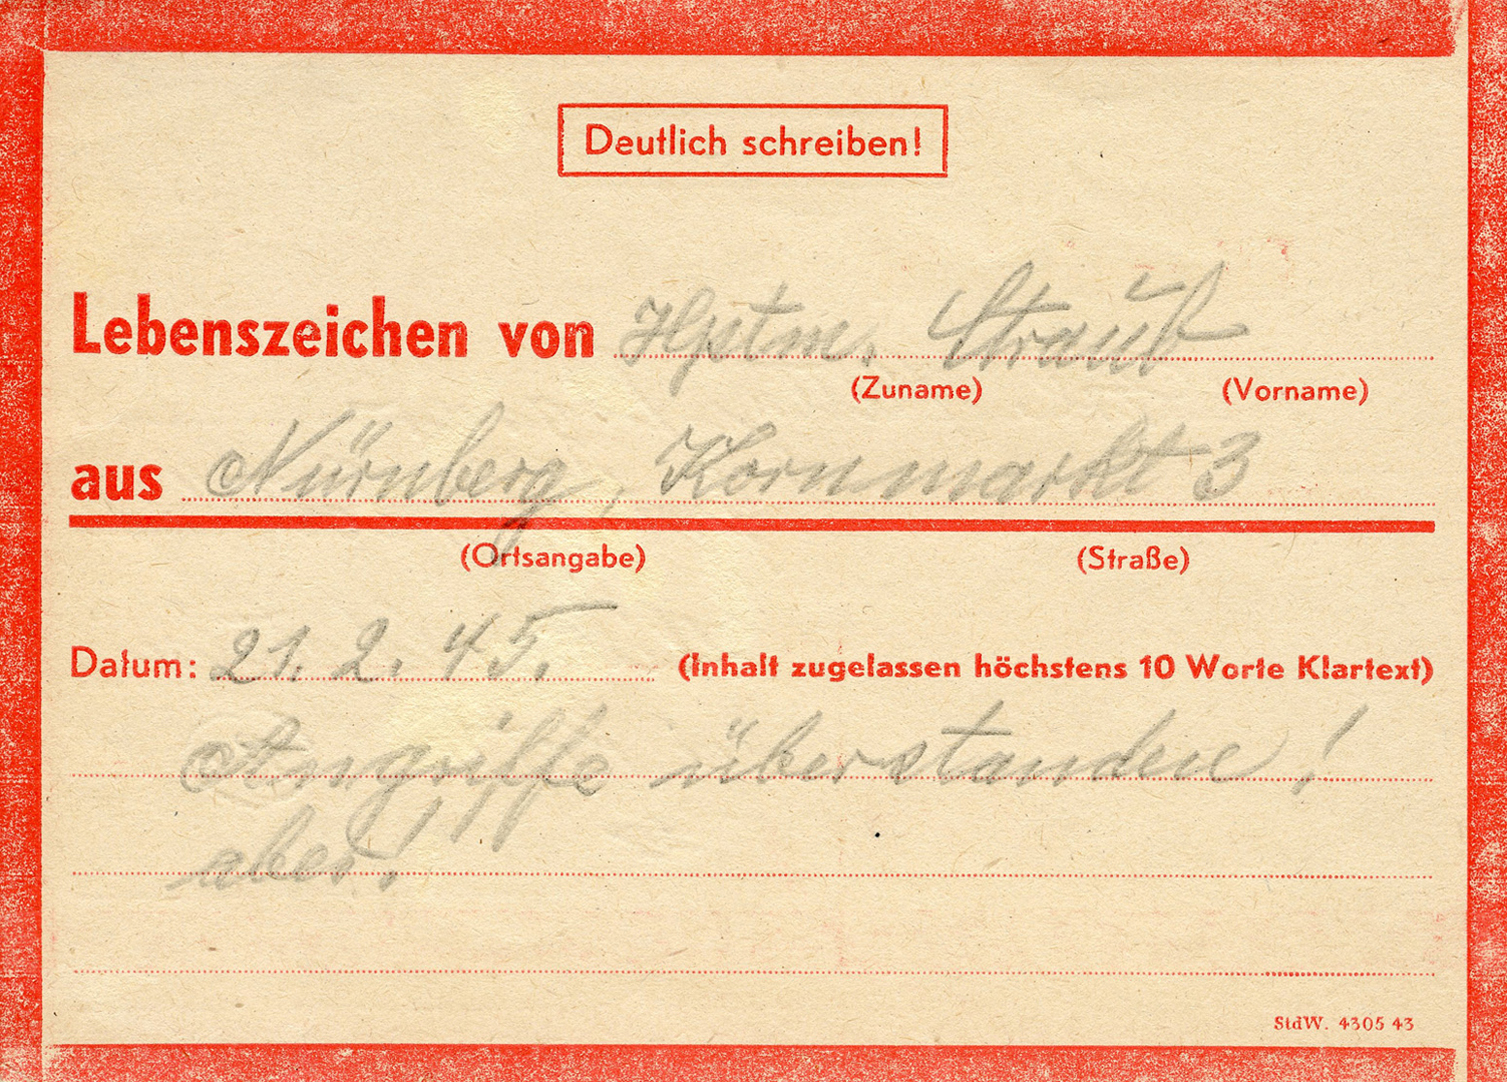 Deutlich schreiben!
Lebenszeichen von Hptm. Strauß
(Zuname) (Vorname)
aus Nürnberg, Kornmarkt 3
(Ortsangabe) (Straße)
Datum: 21. 2. 45. (Inhalt zugelassen höchstens 10 Worte Klartext)
Angriffe überstanden!
aber!
StdW. 4305 43